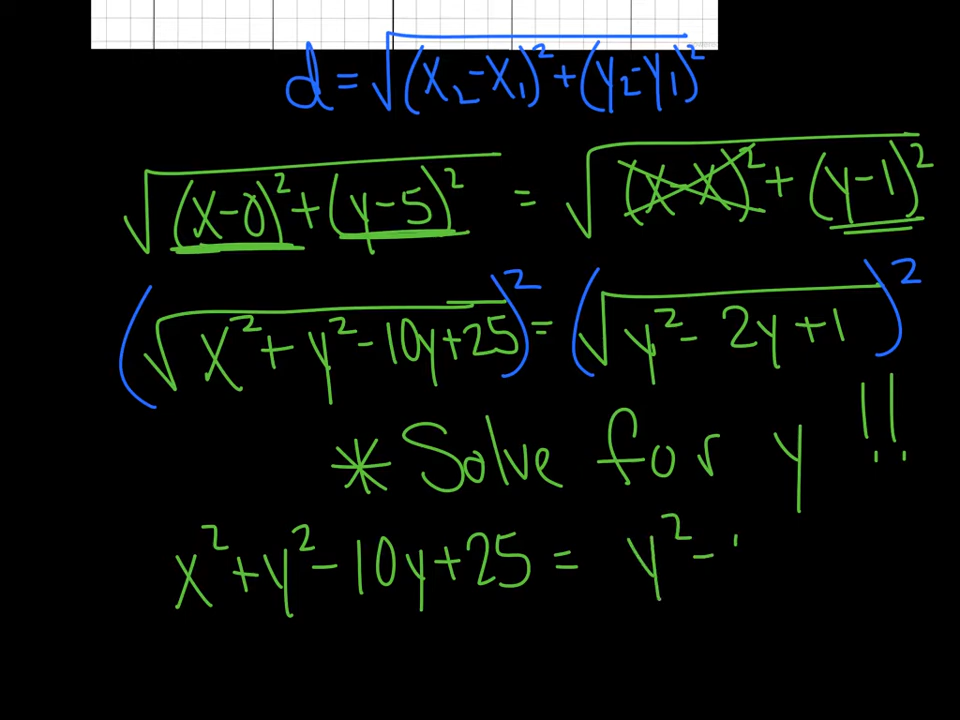 d = √(x₂-x₁)² + (y₂-y₁)²
√(x-0)² + (y-5)² = √(x-x)² + (y-1)²
(√x² + y² - 10y + 25)² = (√y² - 2y + 1)²
* Solve for y !!
x² + y² - 10y + 25 = y² -